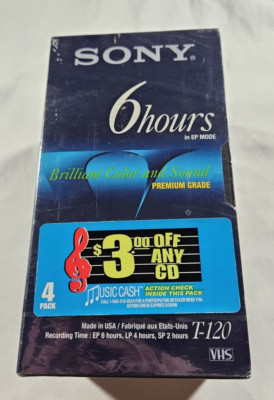 SONY
6hours
in EP MODE
Brilliant Color and Sound
PREMIUM GRADE
$3.00 OFF
ANY
CD
MUSIC CASH
ACTION CHECK
INSIDE THIS PACK
4
PACK
Made in USA / Fabriqué aux Etats-Unis
Recording Time : EP 6 hours, LP 4 hours, SP 2 hours
T-120
VHS